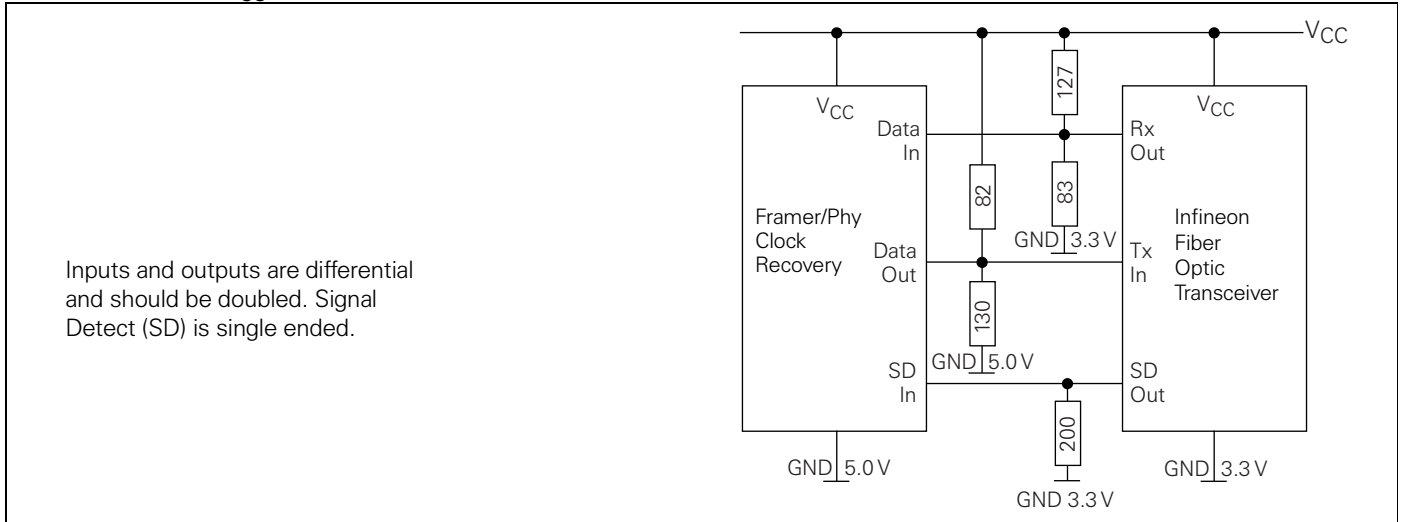 Inputs and outputs are differential
and should be doubled. Signal
Detect (SD) is single ended.
VCC
VCC
VCC
127
Data
In
Rx
Out
82
83
Framer/Phy
Clock
Recovery
Infineon
Fiber
Optic
Transceiver
GND 3.3 V
Data
Out
Tx
In
130
GND 5.0 V
SD
In
SD
Out
200
GND 5.0 V
GND 3.3 V
GND 3.3 V